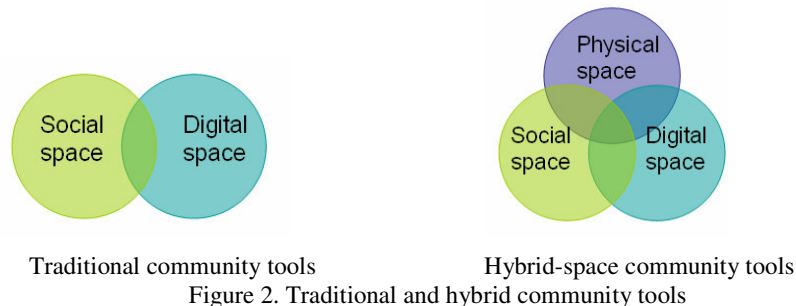 Social
space
Digital
space
Physical
space
Social
space
Digital
space
Traditional community tools
Hybrid-space community tools
Figure 2. Traditional and hybrid community tools